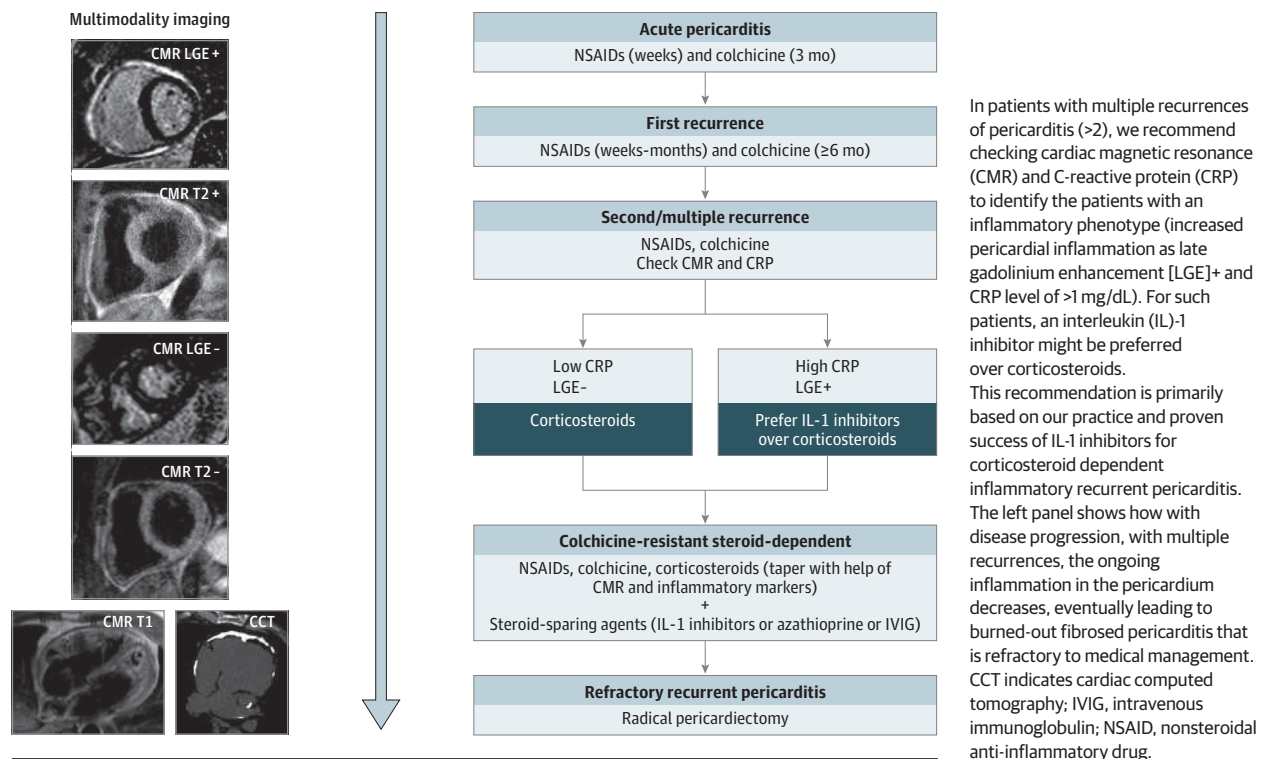 Multimodality imaging
CMR LGE +
CMR T2 +
CMR LGE -
CMR T2 -
CMR T1
CCT
Acute pericarditis
NSAIDs (weeks) and colchicine (3 mo)
First recurrence
NSAIDs (weeks-months) and colchicine (≥6 mo)
Second/multiple recurrence
NSAIDs, colchicine
Check CMR and CRP
Low CRP
LGE-
Corticosteroids
High CRP
LGE+
Prefer IL-1 inhibitors
over corticosteroids
Colchicine-resistant steroid-dependent
NSAIDs, colchicine, corticosteroids (taper with help of
CMR and inflammatory markers)
+
Steroid-sparing agents (IL-1 inhibitors or azathioprine or IVIG)
Refractory recurrent pericarditis
Radical pericardiectomy
In patients with multiple recurrences
of pericarditis (>2), we recommend
checking cardiac magnetic resonance
(CMR) and C-reactive protein (CRP)
to identify the patients with an
inflammatory phenotype (increased
pericardial inflammation as late
gadolinium enhancement [LGE]+ and
CRP level of >1 mg/dL). For such
patients, an interleukin (IL)-1
inhibitor might be preferred
over corticosteroids.
This recommendation is primarily
based on our practice and proven
success of IL-1 inhibitors for
corticosteroid dependent
inflammatory recurrent pericarditis.
The left panel shows how with
disease progression, with multiple
recurrences, the ongoing
inflammation in the pericardium
decreases, eventually leading to
burned-out fibrosed pericarditis that
is refractory to medical management.
CCT indicates cardiac computed
tomography; IVIG, intravenous
immunoglobulin; NSAID, nonsteroidal
anti-inflammatory drug.